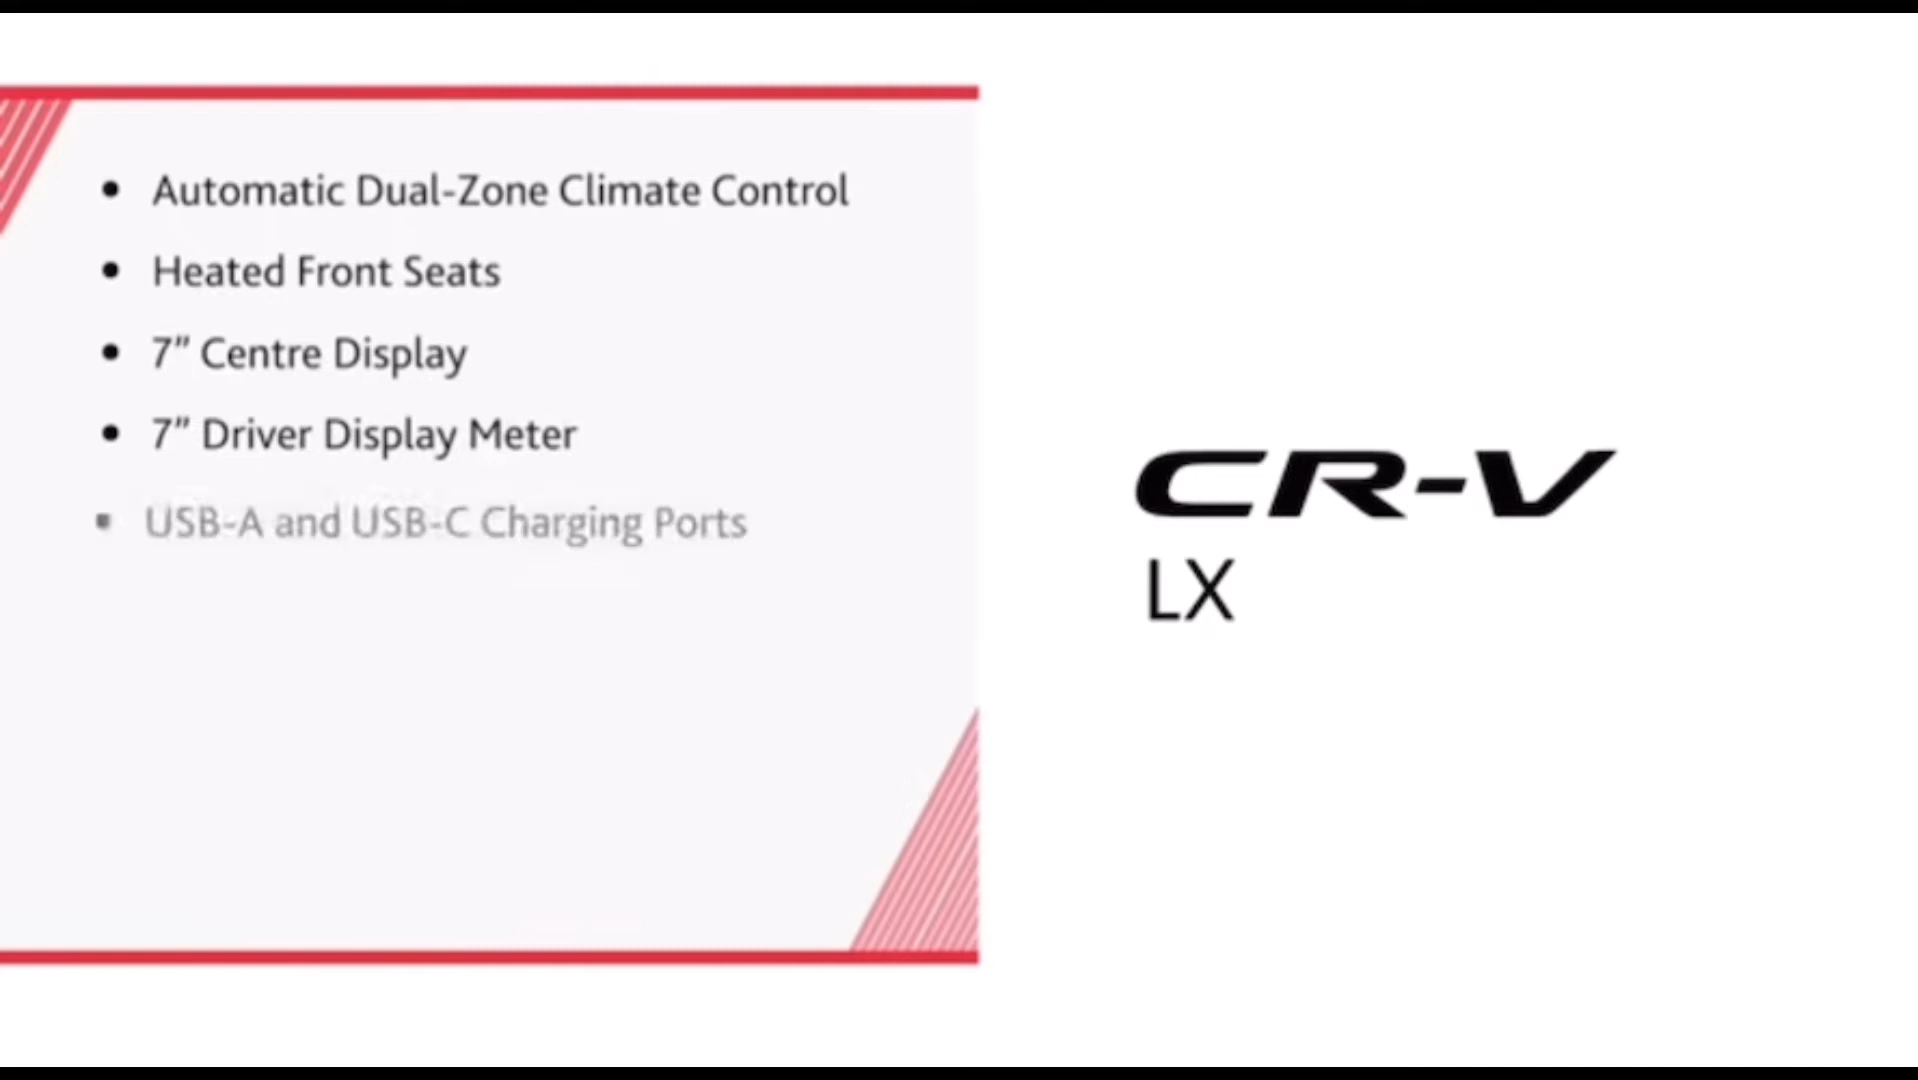 • Automatic Dual-Zone Climate Control
• Heated Front Seats
• 7” Centre Display
• 7” Driver Display Meter
▪ USB-A and USB-C Charging Ports
CR-V
LX